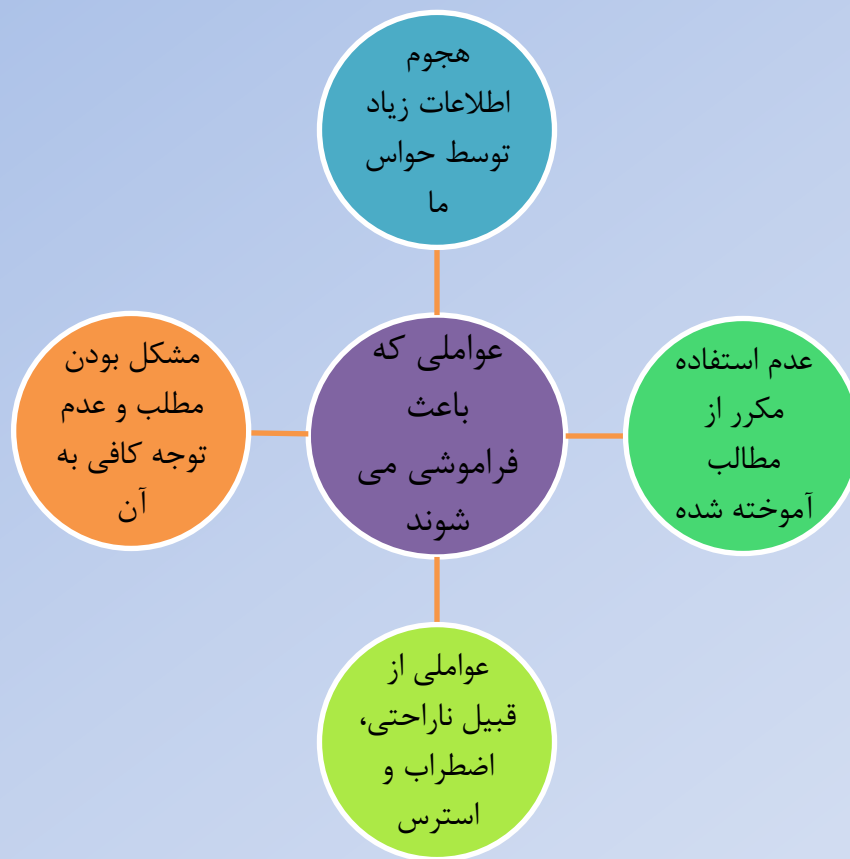 هجوم
اطلاعات زیاد
توسط حواس
ما
عواملی که
باعث
فراموشی می
شوند
عدم استفاده
مکرر از
مطالب
آموخته شده
عواملی از
قبیل ناراحتی،
اضطراب و
استرس
مشکل بودن
مطلب و عدم
توجه کافی به
آن